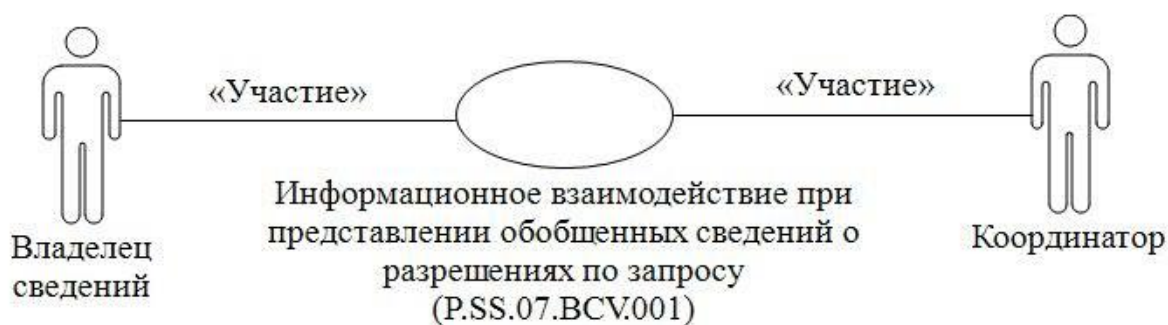 «Участие»
«Участие»
Информационное взаимодействие при
представлении обобщенных сведений о
разрешениях по запросу
(P.SS.07.BCV.001)
Владелец
сведений
Координатор